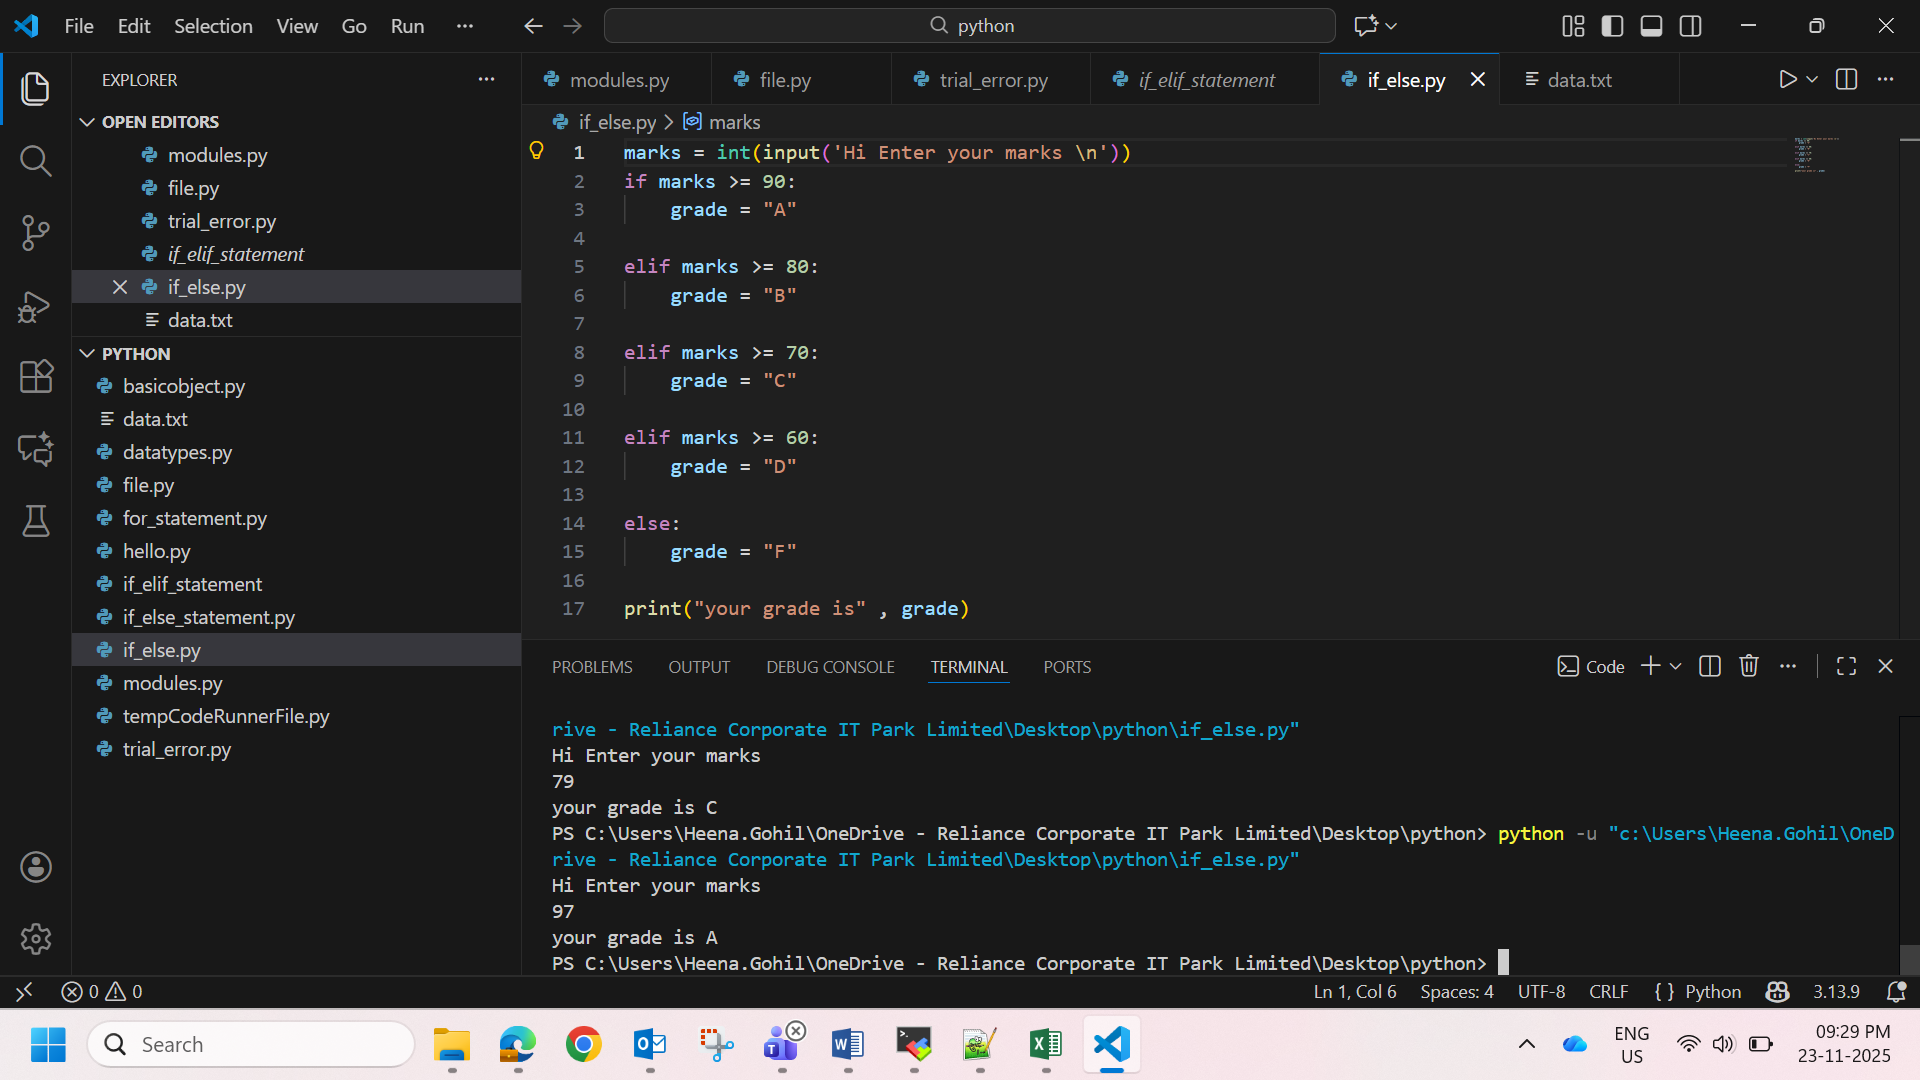 File Edit Selection View Go Run ···
python
EXPLORER
OPEN EDITORS
modules.py
file.py
trial_error.py
if_elif_statement
if_else.py
data.txt
PYTHON
basicobject.py
data.txt
datatypes.py
file.py
for_statement.py
hello.py
if_elif_statement
if_else_statement.py
if_else.py
modules.py
tempCodeRunnerFile.py
trial_error.py
modules.py file.py trial_error.py if_elif_statement if_else.py data.txt
if_else.py > marks
1 marks = int(input('Hi Enter your marks \n'))
2 if marks >= 90:
3 grade = "A"
4
5 elif marks >= 80:
6 grade = "B"
7
8 elif marks >= 70:
9 grade = "C"
10
11 elif marks >= 60:
12 grade = "D"
13
14 else:
15 grade = "F"
16
17 print("your grade is" , grade)
PROBLEMS OUTPUT DEBUG CONSOLE TERMINAL PORTS
Code
rive - Reliance Corporate IT Park Limited\Desktop\python\if_else.py"
Hi Enter your marks
79
your grade is C
PS C:\Users\Heena.Gohil\OneDrive - Reliance Corporate IT Park Limited\Desktop\python> python -u "c:\Users\Heena.Gohil\OneD
rive - Reliance Corporate IT Park Limited\Desktop\python\if_else.py"
Hi Enter your marks
97
your grade is A
PS C:\Users\Heena.Gohil\OneDrive - Reliance Corporate IT Park Limited\Desktop\python>
0 0
Ln 1, Col 6 Spaces: 4 UTF-8 CRLF { } Python 3.13.9
Search
ENG
US
09:29 PM
23-11-2025